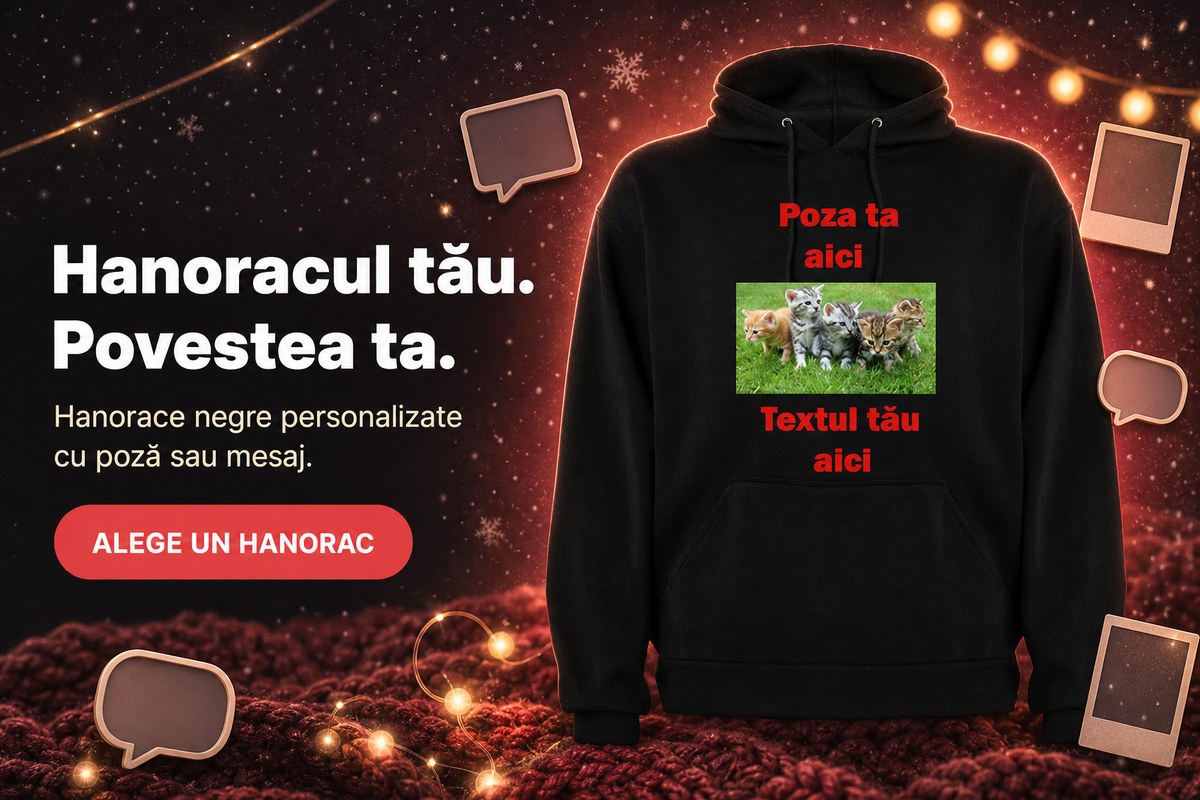 Hanoracul tău.
Povestea ta.
Hanorace negre personalizate
cu poză sau mesaj.
ALEGE UN HANORAC
Poza ta
aici
Textul tău
aici